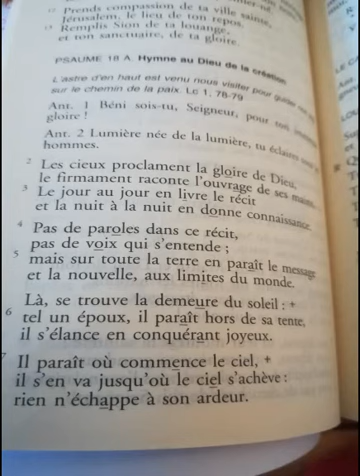 12 Prends compassion de ta ville sainte,
Jérusalem, le lieu de ton repos.
13 Remplis Sion de ta louange,
et ton sanctuaire, de ta gloire.
PSAUME 18 A. Hymne au Dieu de la création
L'astre d'en haut est venu nous visiter pour guider
sur le chemin de la paix. Lc 1, 78-79
Ant. 1 Béni sois-tu, Seigneur, pour ton
gloire !
Ant. 2 Lumière née de la lumière, tu éclaires
hommes.
2 Les cieux proclament la gloire de Dieu,
le firmament raconte l'ouvrage de ses mains.
3 Le jour au jour en livre le récit
et la nuit à la nuit en donne connaissance.
4 Pas de paroles dans ce récit,
pas de voix qui s'entende ;
5 mais sur toute la terre en paraît le message
et la nouvelle, aux limites du monde.
Là, se trouve la demeure du soleil : +
6 tel un époux, il paraît hors de sa tente,
il s'élance en conquérant joyeux.
7 Il paraît où commence le ciel, +
il s'en va jusqu'où le ciel s'achève :
rien n'échappe à son ardeur.